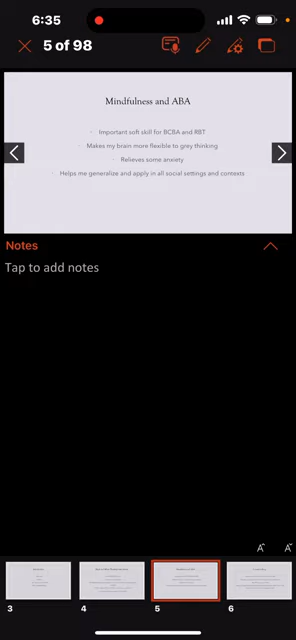 6:35
5 of 98
Mindfulness and ABA
Important soft skill for BCBA and RBT
Makes my brain more flexible to grey thinking
Relieves some anxiety
Helps me generalize and apply in all social settings and contexts
Notes
Tap to add notes
3
4
5
6